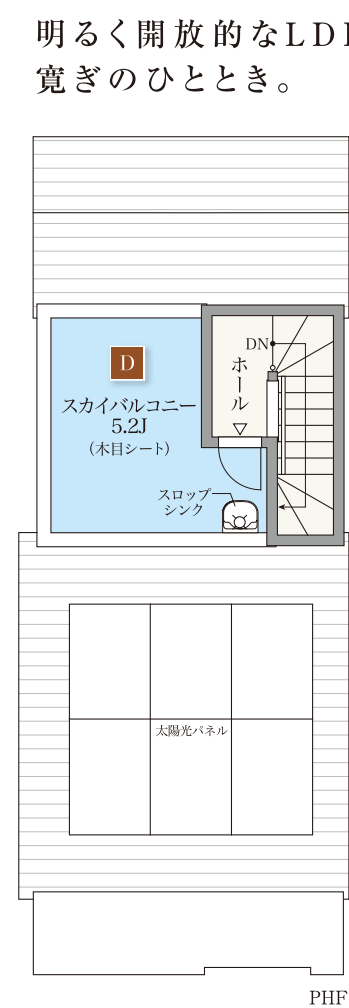 明るく開放的なLD
寛ぎのひととき。
DN
ホール
D
スカイバルコニー
5.2J
（木目シート）
スロップ
シンク
太陽光パネル
PHF